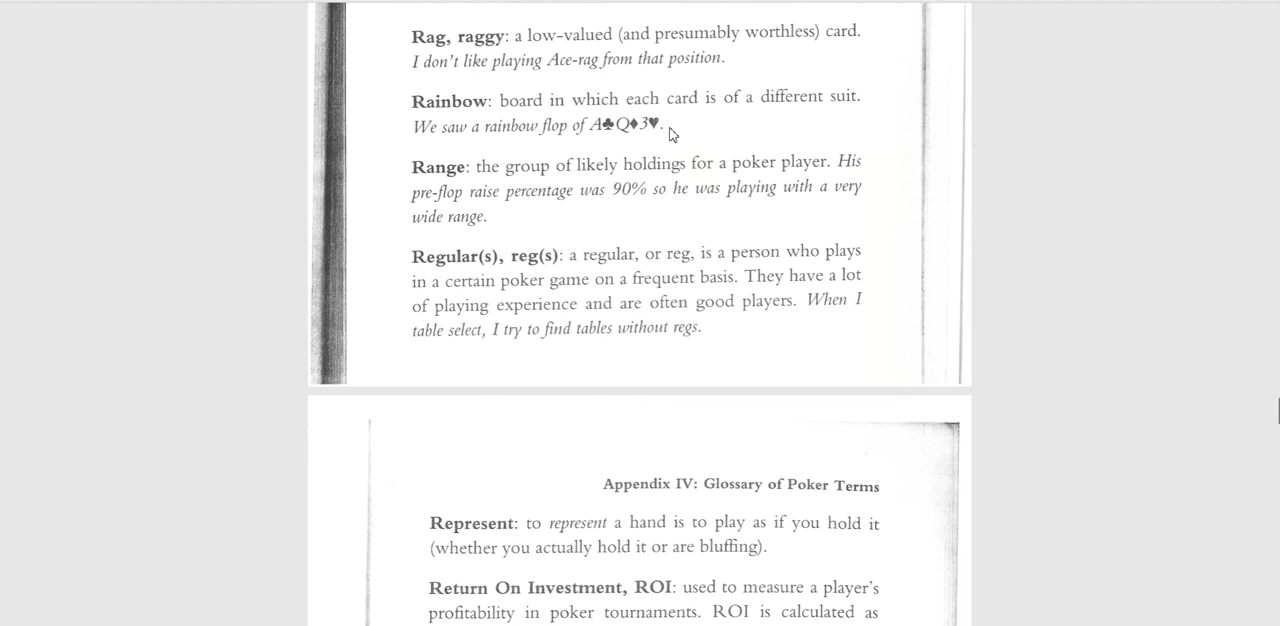 Rag, raggy: a low-valued (and presumably worthless) card.
I don't like playing Ace-rag from that position.
Rainbow: board in which each card is of a different suit.
We saw a rainbow flop of A♣Q♦3♥.
Range: the group of likely holdings for a poker player. His
pre-flop raise percentage was 90% so he was playing with a very
wide range.
Regular(s), reg(s): a regular, or reg, is a person who plays
in a certain poker game on a frequent basis. They have a lot
of playing experience and are often good players. When I
table select, I try to find tables without regs.
Appendix IV: Glossary of Poker Terms
Represent: to represent a hand is to play as if you hold it
(whether you actually hold it or are bluffing).
Return On Investment, ROI: used to measure a player's
profitability in poker tournaments. ROI is calculated as